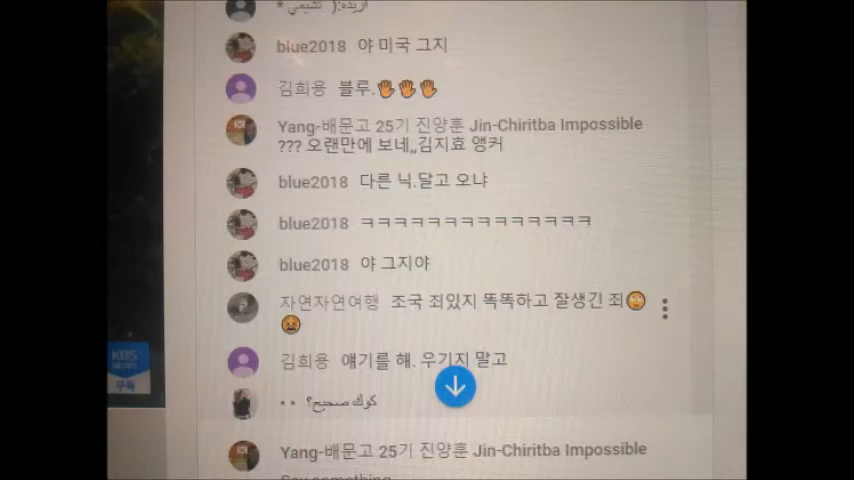 blue2018 야 미국 그지
김희용 블루.🖐🖐🖐
Yang-배문고 25기 진양훈 Jin-Chiritba Impossible
??? 오랜만에 보네,,김지효 앵커
blue2018 다른 닉.달고 오냐
blue2018 ㅋㅋㅋㅋㅋㅋㅋㅋㅋㅋㅋㅋㅋㅋ
blue2018 야 그지야
자연자연여행 조국 죄있지 똑똑하고 잘생긴 죄🙄
😫
김희용 얘기를 해. 우기지 말고
KBS
NEWS
구독
كوك صحيح؟
Yang-배문고 25기 진양훈 Jin-Chiritba Impossible
Say something